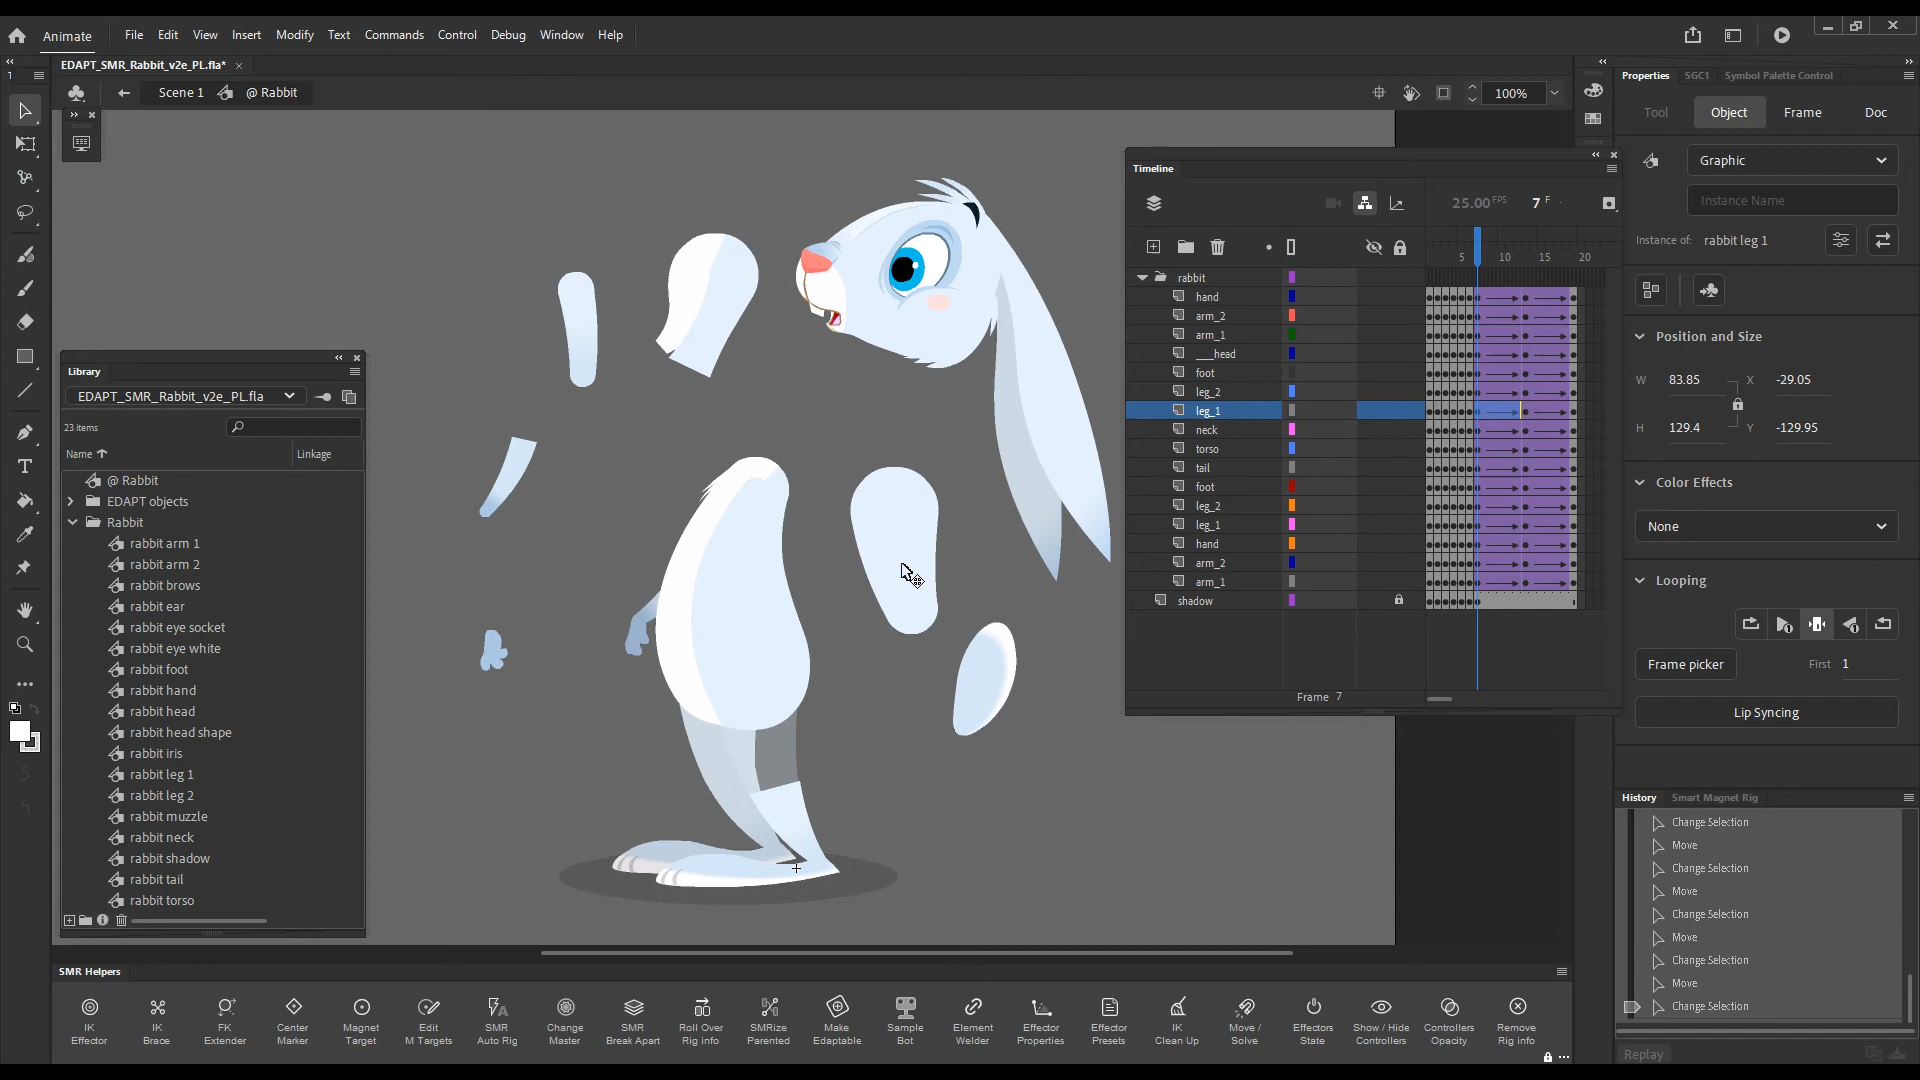 Animate File Edit View Insert Modify Text Commands Control Debug Window Help
EDAPT_SMR_Rabbit_v2e_PL.fla*
Scene 1 @ Rabbit
100%
Library
EDAPT_SMR_Rabbit_v2e_PL.fla
23 items
Name Linkage
@ Rabbit
EDAPT objects
Rabbit
rabbit arm 1
rabbit arm 2
rabbit brows
rabbit ear
rabbit eye socket
rabbit eye white
rabbit foot
rabbit hand
rabbit head
rabbit head shape
rabbit iris
rabbit leg 1
rabbit leg 2
rabbit muzzle
rabbit neck
rabbit shadow
rabbit tail
rabbit torso
Timeline
25.00 FPS 7 F
5 10 15 20
rabbit
hand
arm_2
arm_1
___head
foot
leg_2
leg_1
neck
torso
tail
foot
leg_2
leg_1
hand
arm_2
arm_1
shadow
Frame 7
Properties SGC1 Symbol Palette Control
Tool Object Frame Doc
Graphic
Instance Name
Instance of: rabbit leg 1
Position and Size
W 83.85 X -29.05
H 129.4 Y -129.95
Color Effects
None
Looping
Frame picker First 1
Lip Syncing
History Smart Magnet Rig
Change Selection
Move
Change Selection
Move
Change Selection
Move
Change Selection
Move
Change Selection
Replay
SMR Helpers
IK Effector
IK Brace
FK Extender
Center Marker
Magnet Target
Edit M Targets
SMR Auto Rig
Change Master
SMR Break Apart
Roll Over Rig info
SMRize Parented
Make Adaptable
Sample Bot
Element Welder
Effector Properties
Effector Presets
IK Clean Up
Move / Solve
Effectors State
Show / Hide Controllers
Controllers Opacity
Remove Rig info